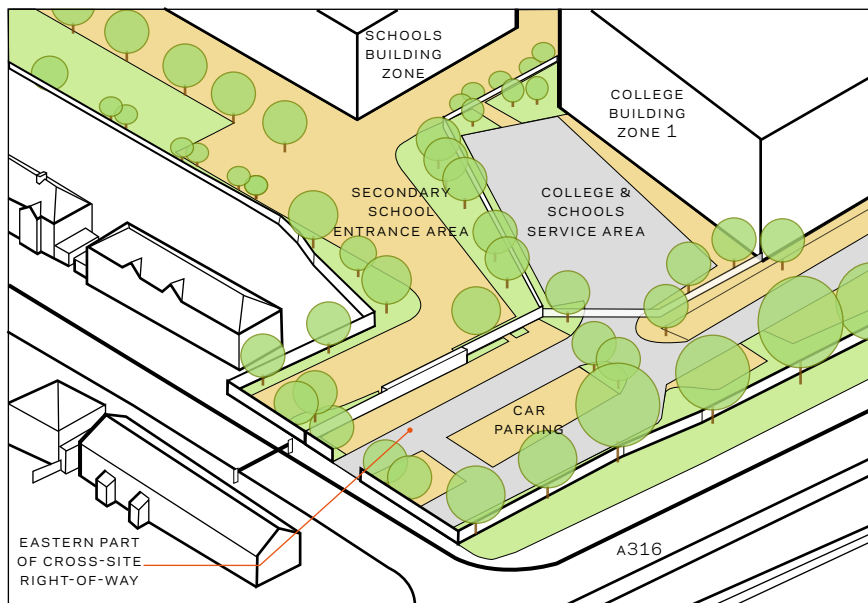 SCHOOLS
BUILDING
ZONE
COLLEGE
BUILDING
ZONE 1
SECONDARY
SCHOOL
ENTRANCE AREA
COLLEGE &
SCHOOLS
SERVICE AREA
CAR
PARKING
EASTERN PART
OF CROSS-SITE
RIGHT-OF-WAY
A316